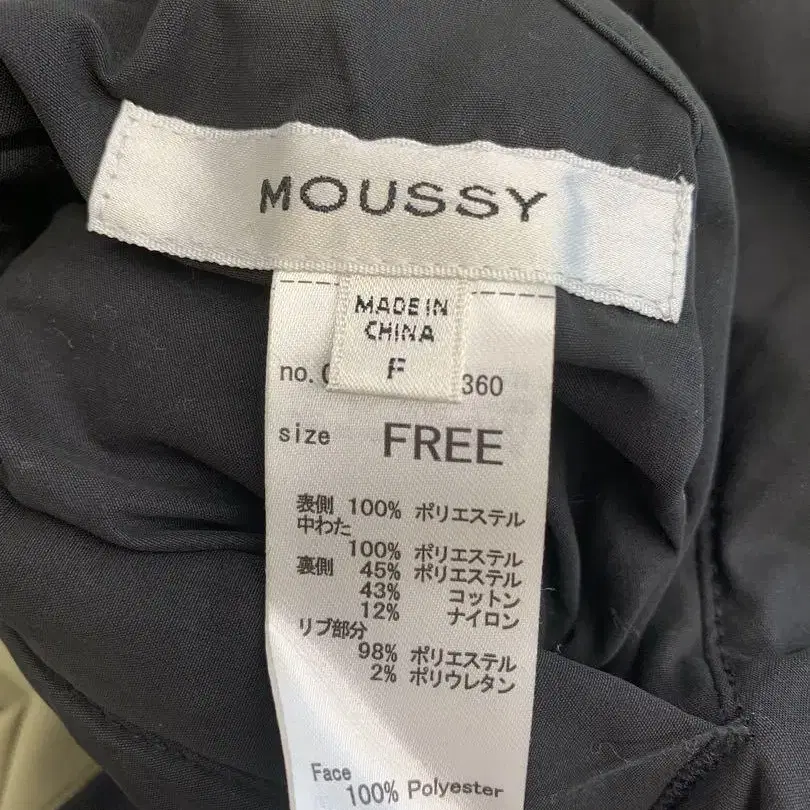 MOUSSY
MADE IN
CHINA
F
no. 360
size FREE
表側 100% ポリエステル
中わた
100% ポリエステル
裏側 45% ポリエステル
43% コットン
12% ナイロン
リブ部分
98% ポリエステル
2% ポリウレタン
Face
100% Polyester